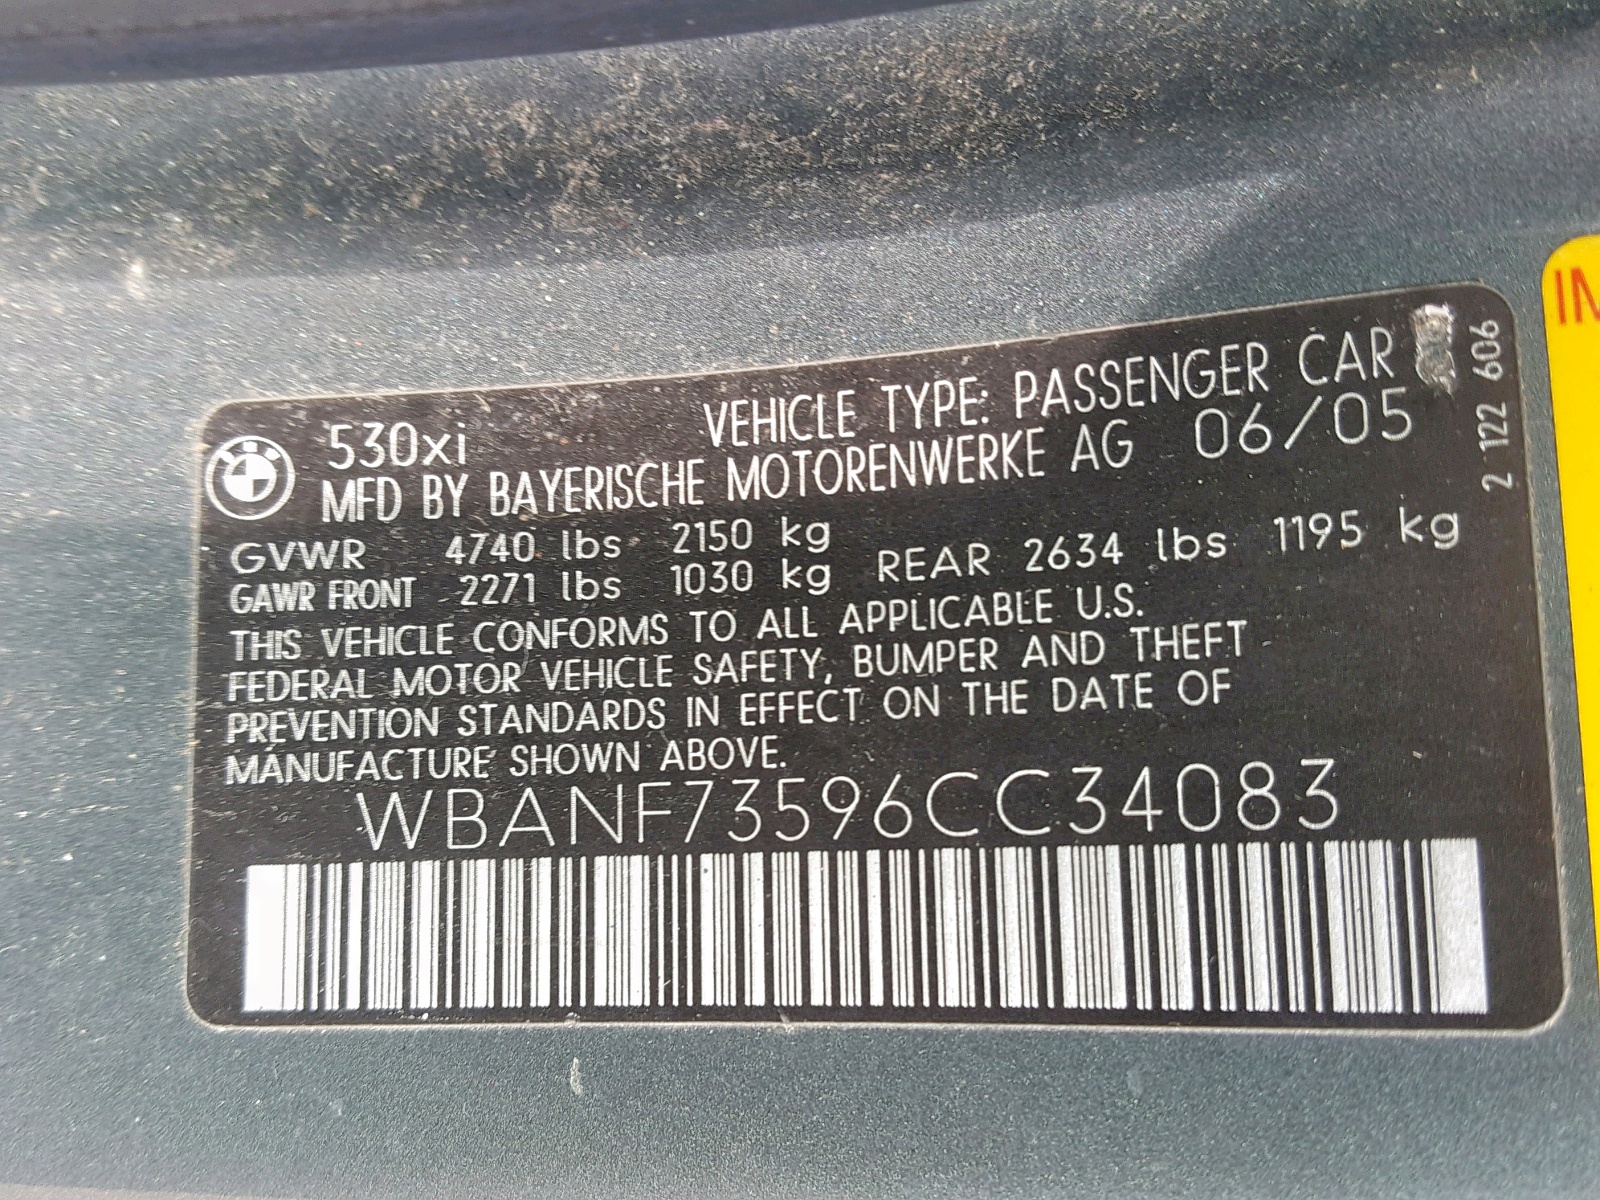 530xi VEHICLE TYPE: PASSENGER CAR
MFD BY BAYERISCHE MOTORENWERKE AG 06/05
GVWR 4740 lbs 2150 kg
GAWR FRONT 2271 lbs 1030 kg REAR 2634 lbs 1195 kg
THIS VEHICLE CONFORMS TO ALL APPLICABLE U.S.
FEDERAL MOTOR VEHICLE SAFETY, BUMPER AND THEFT
PREVENTION STANDARDS IN EFFECT ON THE DATE OF
MANUFACTURE SHOWN ABOVE.
WBANF73596CC34083
2 122 606